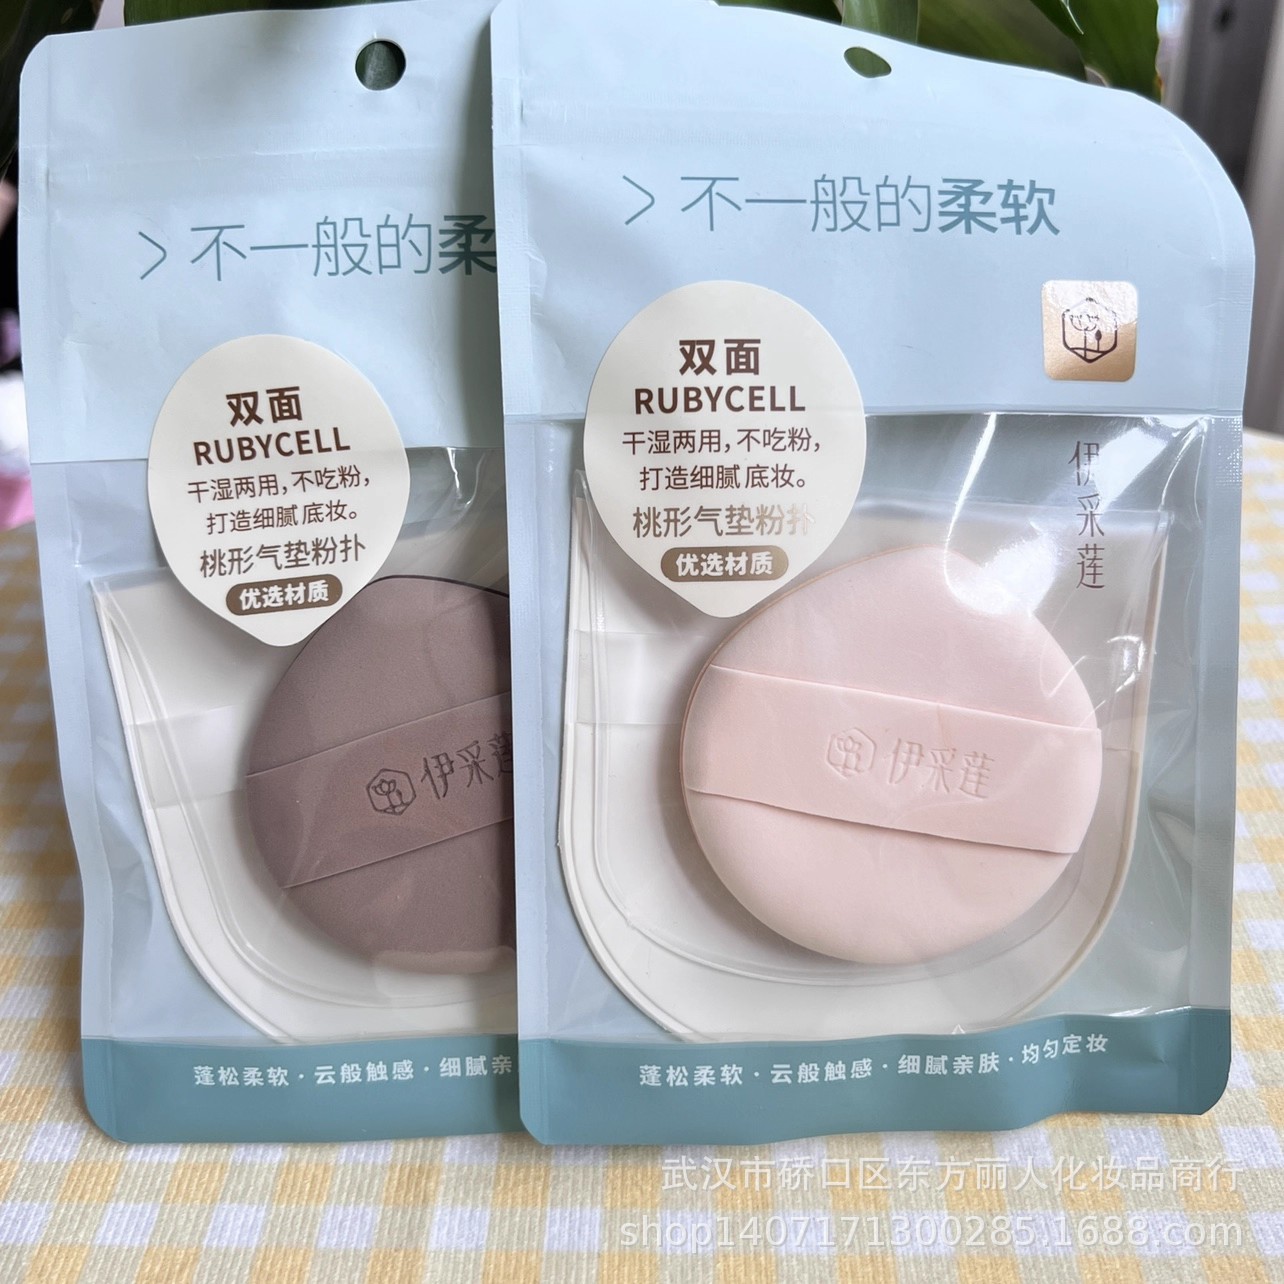 不一般的柔
双面
RUBYCELL
干湿两用，不吃粉，
打造细腻底妆。
桃形气垫粉扑
优选材质
伊采莲
蓬松柔软·云般触感·细腻亲
不一般的柔软
双面
RUBYCELL
干湿两用，不吃粉，
打造细腻底妆。
桃形气垫粉扑
优选材质
伊采莲
伊采莲
蓬松柔软·云般触感·细腻亲肤·均匀定妆
武汉市硚口区东方丽人化妆品商行
shop1407171300285.1688.com